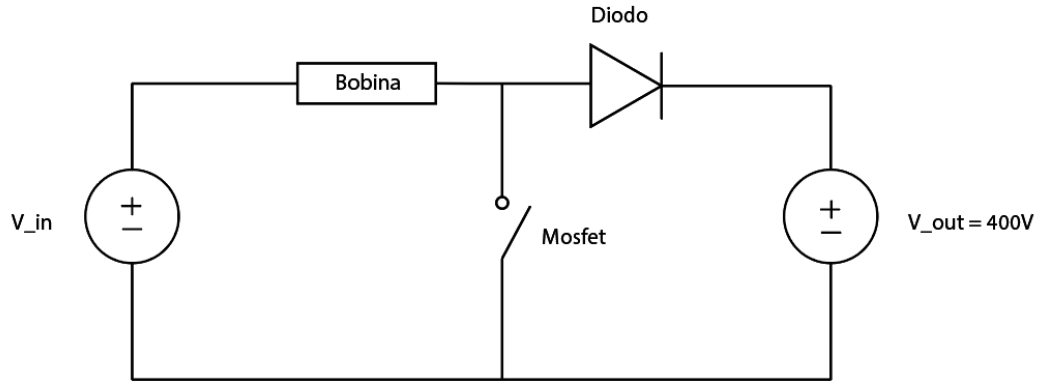 Diodo
Bobina
+
−
V_in
Mosfet
+
−
V_out = 400V